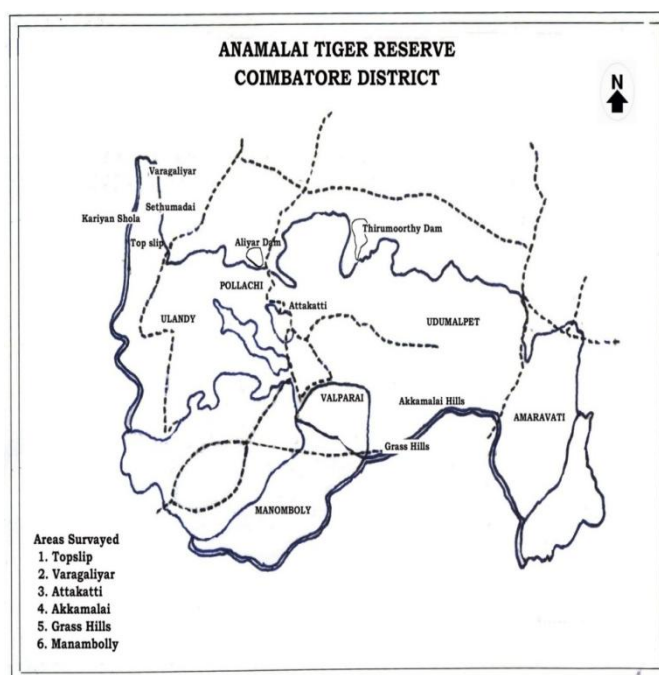 ANAMALAI TIGER RESERVE
COIMBATORE DISTRICT
N
Varagaliyar
Sethumadai
Kariyan Shola
Top slip
Aliyar Dam
Thirumoorthy Dam
POLLACHI
Attakatti
ULANDY
UDUMALPET
VALPARAI
Akkamalai Hills
AMARAVATI
Grass Hills
MANOMBOLY
Areas Survayed
1. Topslip
2. Varagaliyar
3. Attakatti
4. Akkamalai
5. Grass Hills
6. Manambolly